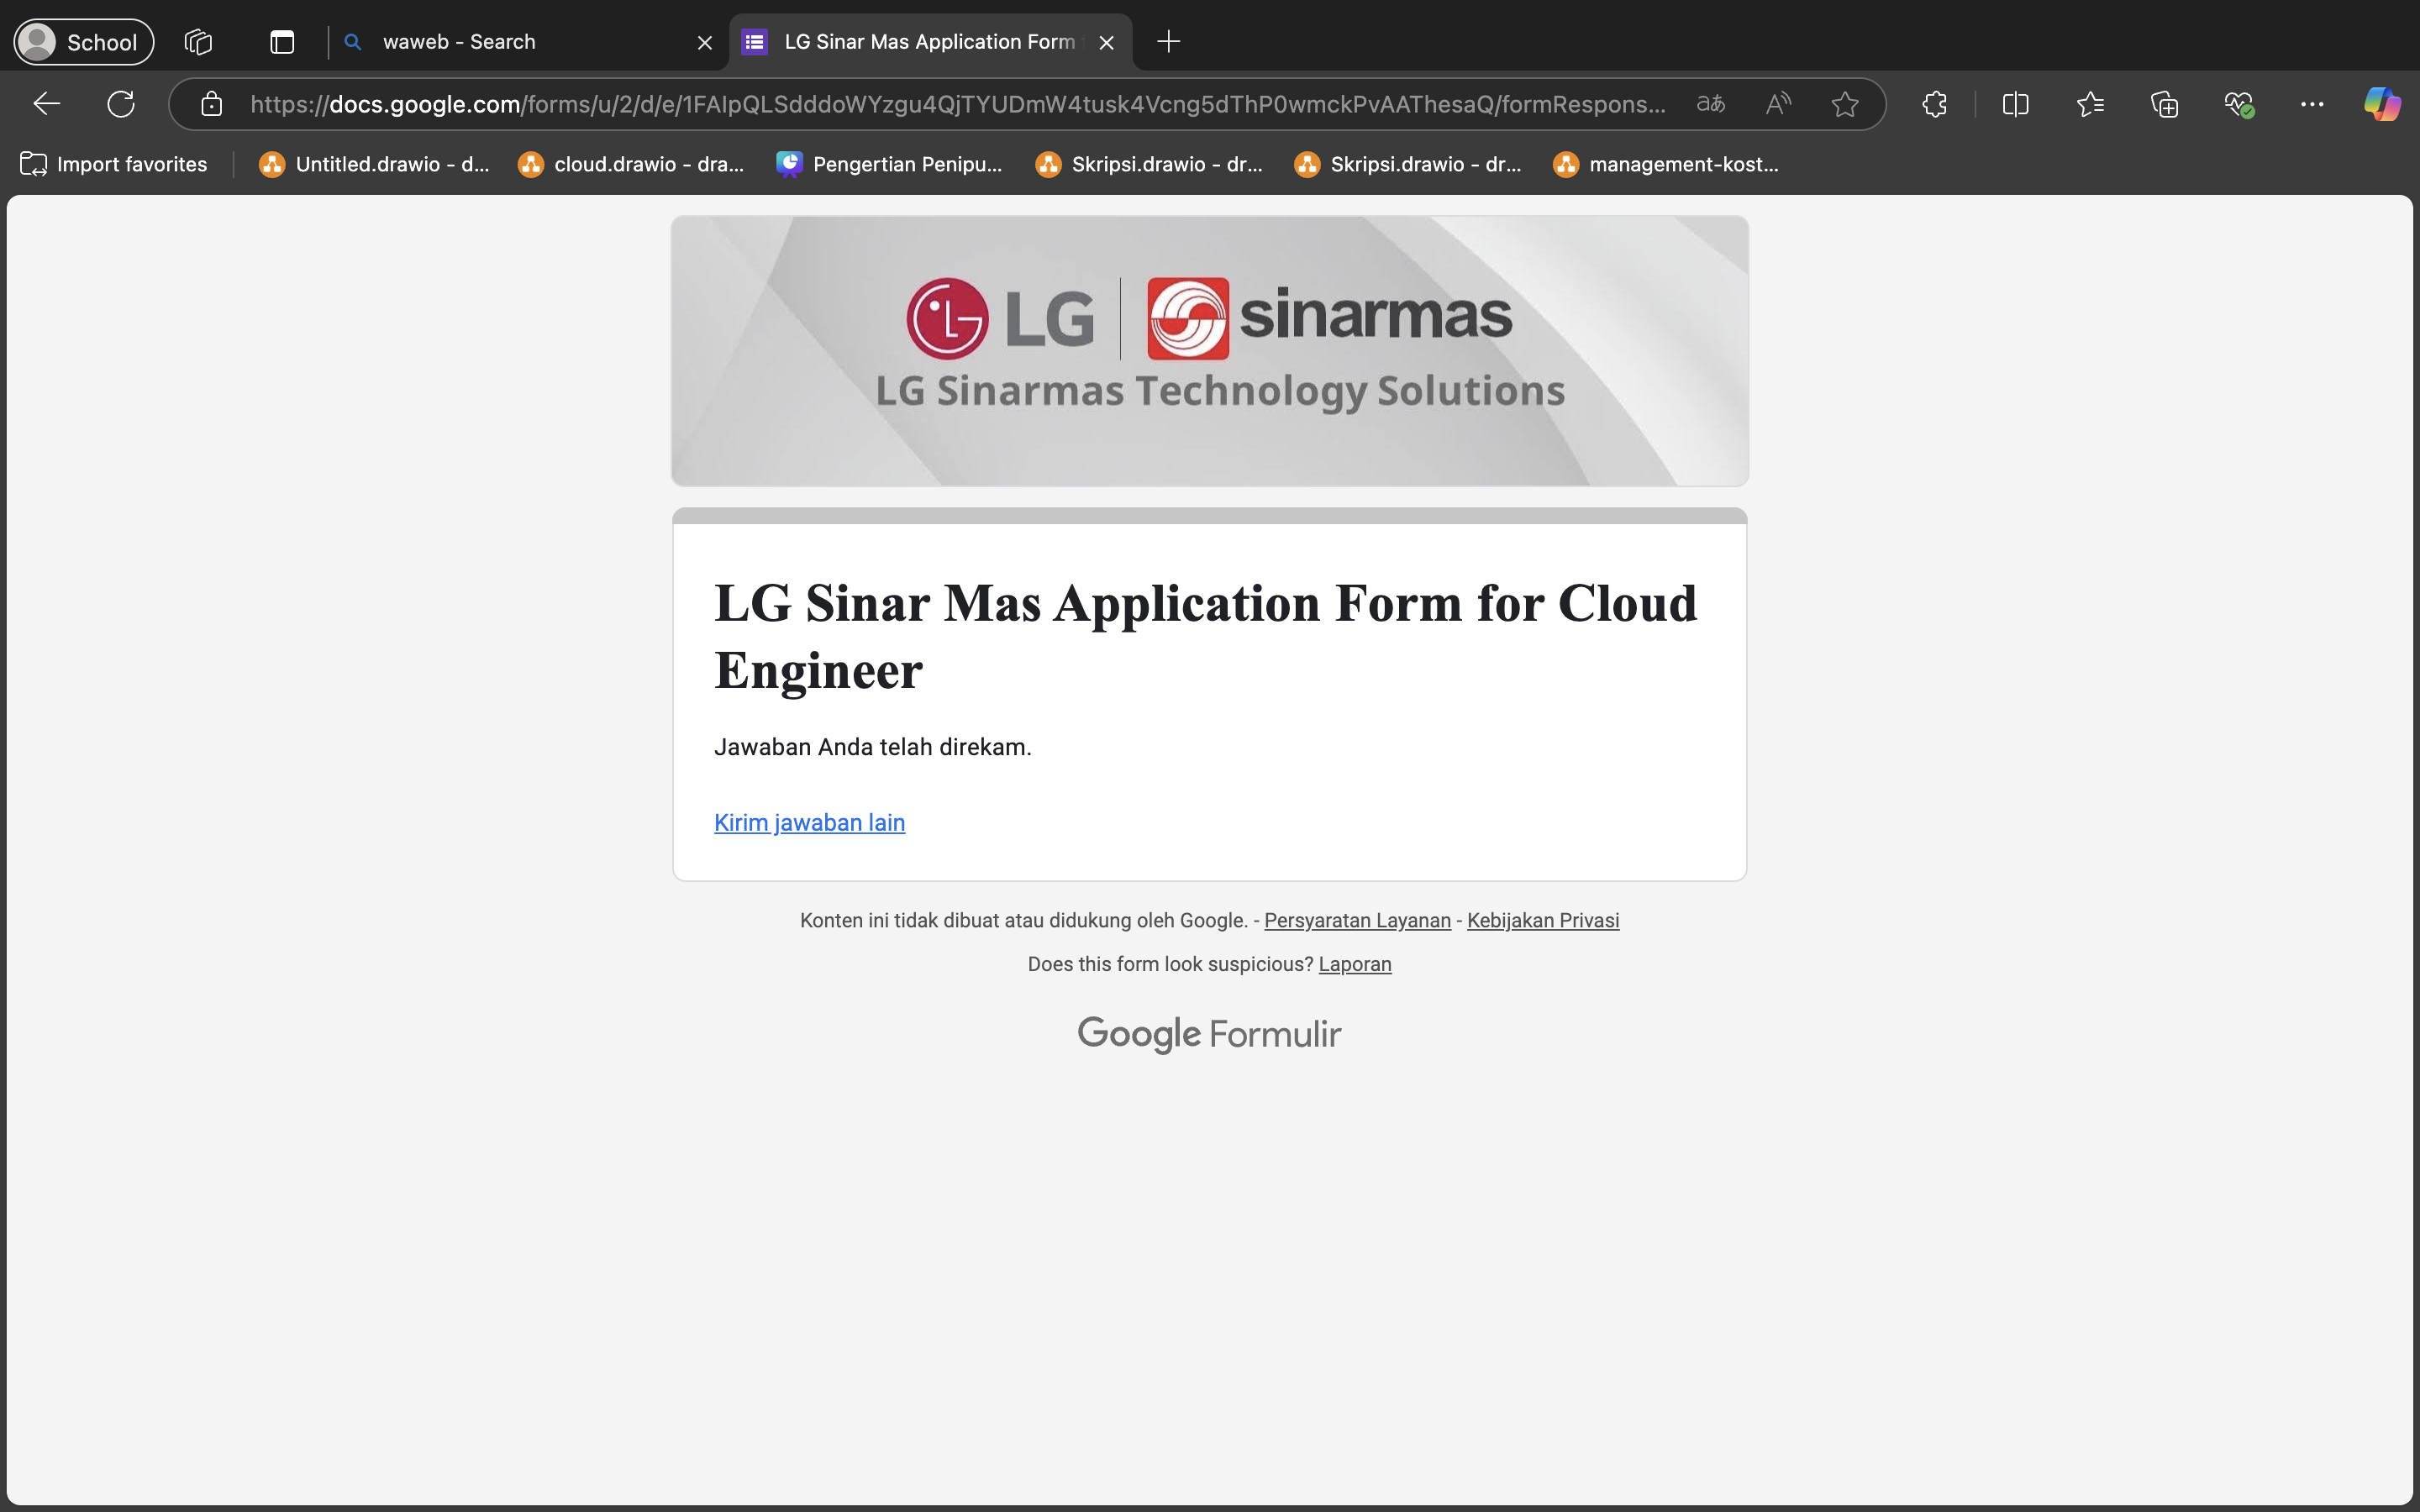 School
waweb - Search
LG Sinar Mas Application Form
https://docs.google.com/forms/u/2/d/e/1FAIpQLSdddoWYzgu4QjTYUDmW4tusk4Vcng5dThP0wmckPvAAThesaQ/formRespons...
Import favorites
Untitled.drawio - d...
cloud.drawio - dra...
Pengertian Penipu...
Skripsi.drawio - dr...
Skripsi.drawio - dr...
management-kost...
LG
sinarmas
LG Sinarmas Technology Solutions
LG Sinar Mas Application Form for Cloud
Engineer
Jawaban Anda telah direkam.
Kirim jawaban lain
Konten ini tidak dibuat atau didukung oleh Google. - Persyaratan Layanan - Kebijakan Privasi
Does this form look suspicious? Laporan
Google Formulir